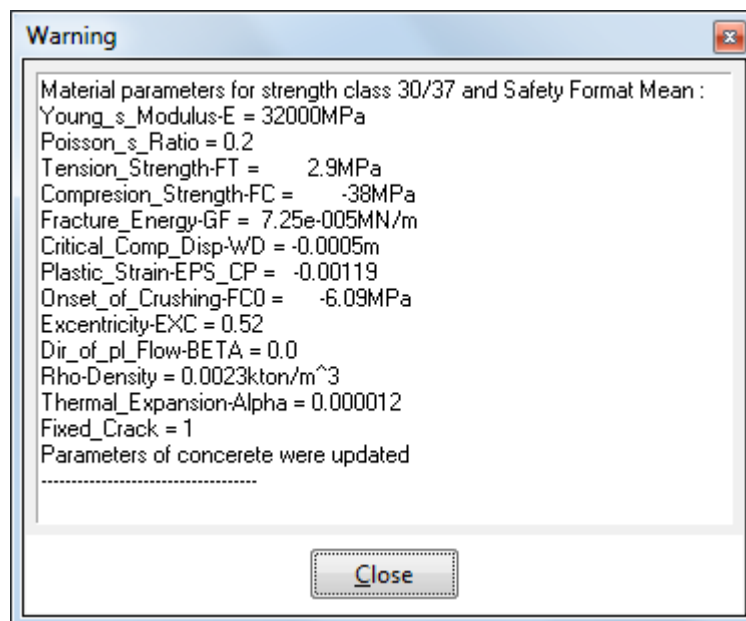 Warning
Material parameters for strength class 30/37 and Safety Format Mean :
Young_s_Modulus-E = 32000MPa
Poisson_s_Ratio = 0.2
Tension_Strength-FT = 2.9MPa
Compresion_Strength-FC = -38MPa
Fracture_Energy-GF = 7.25e-005MN/m
Critical_Comp_Disp-WD = -0.0005m
Plastic_Strain-EPS_CP = -0.00119
Onset_of_Crushing-FC0 = -6.09MPa
Excentricity-EXC = 0.52
Dir_of_pl_Flow-BETA = 0.0
Rho-Density = 0.0023kton/m^3
Thermal_Expansion-Alpha = 0.000012
Fixed_Crack = 1
Parameters of concerete were updated
------------------------------------
Close